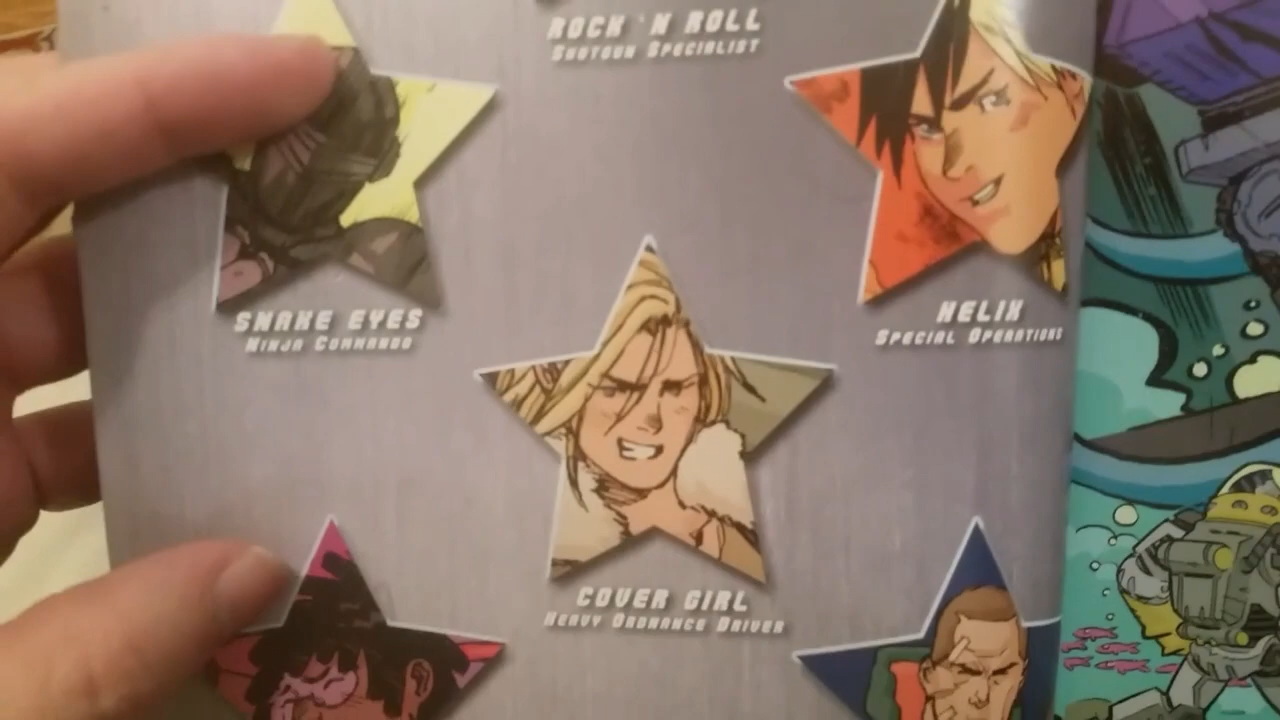 ROCK 'N ROLL
SHOTGUN SPECIALIST
SNAKE EYES
NINJA COMMANDO
HELIX
SPECIAL OPERATIONS
COVER GIRL
HEAVY ORDNANCE DRIVER